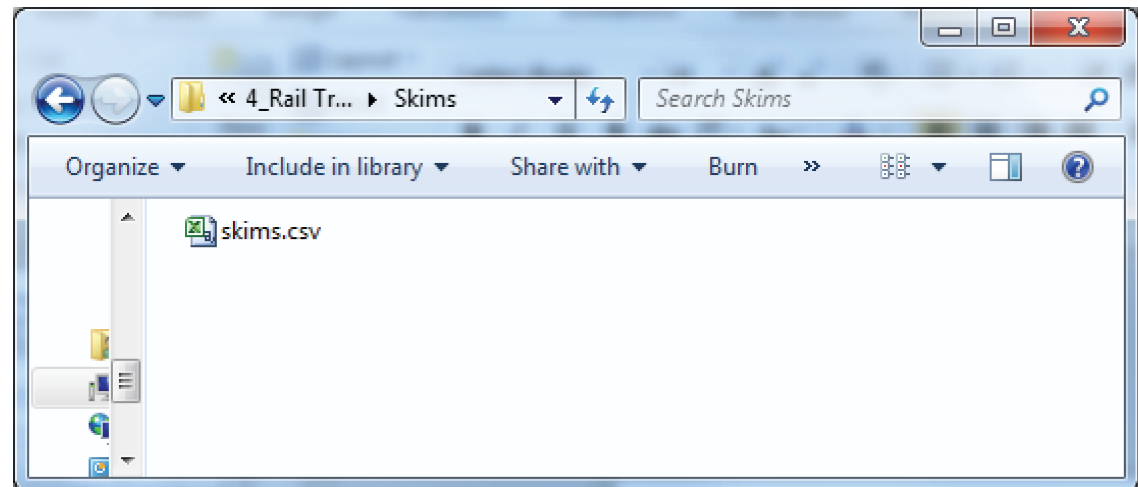 « 4_Rail Tr... ▸ Skims Search Skims
Organize Include in library Share with Burn »
skims.csv